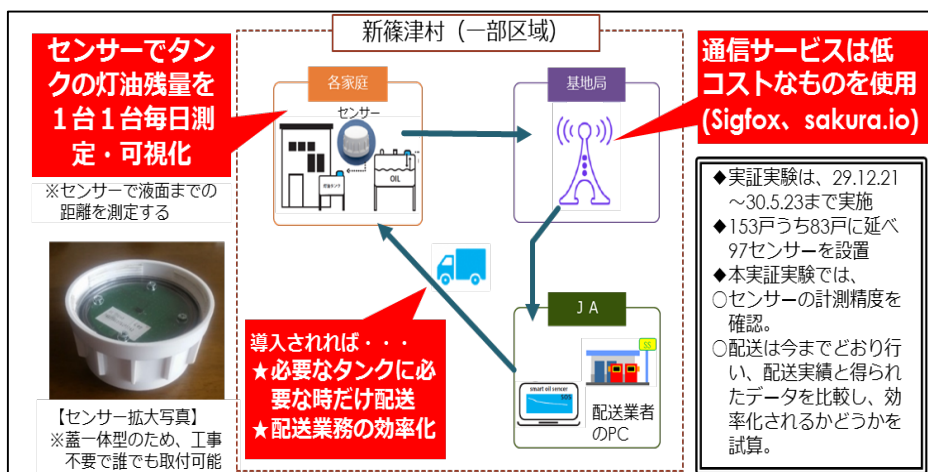 新篠津村（一部区域）
センサーでタン
クの灯油残量を
１台１台毎日測
定・可視化
※センサーで液面までの
距離を測定する
【センサー拡大写真】
※蓋一体型のため、工事
不要で誰でも取付可能
各家庭
センサー
灯油タンク
OIL
基地局
通信サービスは低
コストなものを使用
(Sigfox、sakura.io)
導入されれば・・・
★必要なタンクに必
要な時だけ配送
★配送業務の効率化
ＪＡ
SS
smart oil sencer
SOS
配送業者
のPC
◆実証実験は、29.12.21
～30.5.23まで実施
◆153戸うち83戸に延べ
97センサーを設置
◆本実証実験では、
○センサーの計測精度を
確認。
○配送は今までどおり行
い、配送実績と得られ
たデータを比較し、効
率化されるかどうかを
試算。